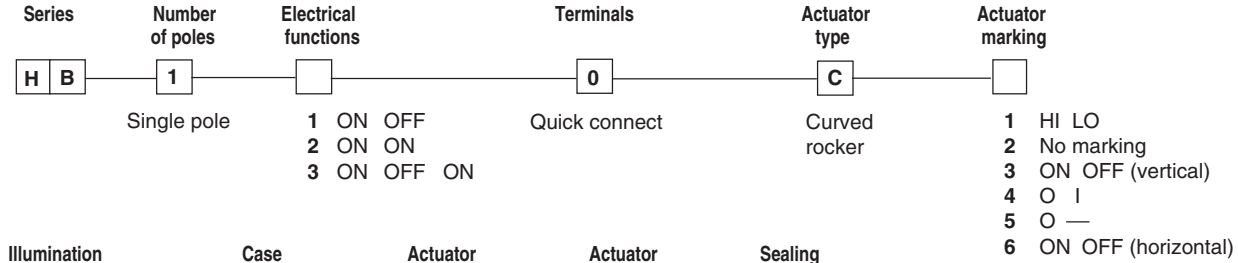 Series Number of poles Electrical functions Terminals Actuator type Actuator marking
H B 1 0 C
Single pole 1 ON OFF Quick connect Curved rocker 1 HI LO
2 ON ON 2 No marking
3 ON OFF ON 3 ON OFF (vertical)
4 O I
5 O —
6 ON OFF (horizontal)
Illumination Case Actuator Actuator Sealing